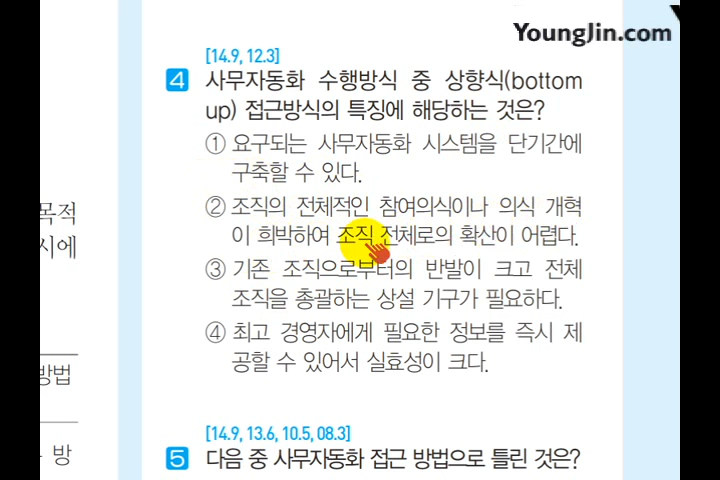 YoungJin.com
[14.9, 12.3]
4 사무자동화 수행방식 중 상향식(bottom
up) 접근방식의 특징에 해당하는 것은?
① 요구되는 사무자동화 시스템을 단기간에
구축할 수 있다.
② 조직의 전체적인 참여의식이나 의식 개혁
이 희박하여 조직 전체로의 확산이 어렵다.
③ 기존 조직으로부터의 반발이 크고 전체
조직을 총괄하는 상설 기구가 필요하다.
④ 최고 경영자에게 필요한 정보를 즉시 제
공할 수 있어서 실효성이 크다.
[14.9, 13.6, 10.5, 08.3]
5 다음 중 사무자동화 접근 방법으로 틀린 것은?
목적
시에
방법
방